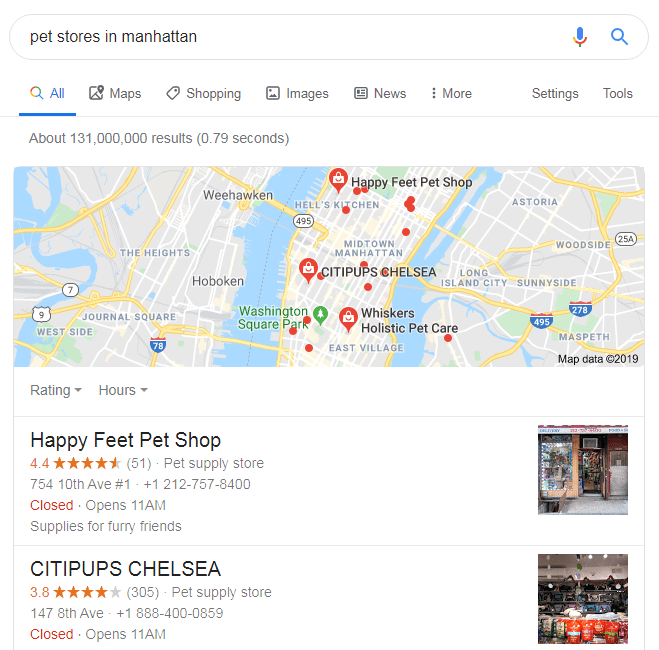 pet stores in manhattan
All Maps Shopping Images News More Settings Tools
About 131,000,000 results (0.79 seconds)
Happy Feet Pet Shop
Weehawken
HELL'S KITCHEN
ASTORIA
495
25A
MIDTOWN
MANHATTAN
WOODSIDE
THE HEIGHTS
CITIPUPS CHELSEA
LONG
ISLAND CITY
SUNNYSIDE
Hoboken
7
9
JOURNAL SQUARE
Washington
Square Park
Whiskers
Holistic Pet Care
278
495
WEST SIDE
78
EAST VILLAGE
MASPETH
Map data ©2019
Rating Hours
Happy Feet Pet Shop
4.4 (51) · Pet supply store
754 10th Ave #1 · +1 212-757-8400
Closed · Opens 11AM
Supplies for furry friends
CITIPUPS CHELSEA
3.8 (305) · Pet supply store
147 8th Ave · +1 888-400-0859
Closed · Opens 11AM